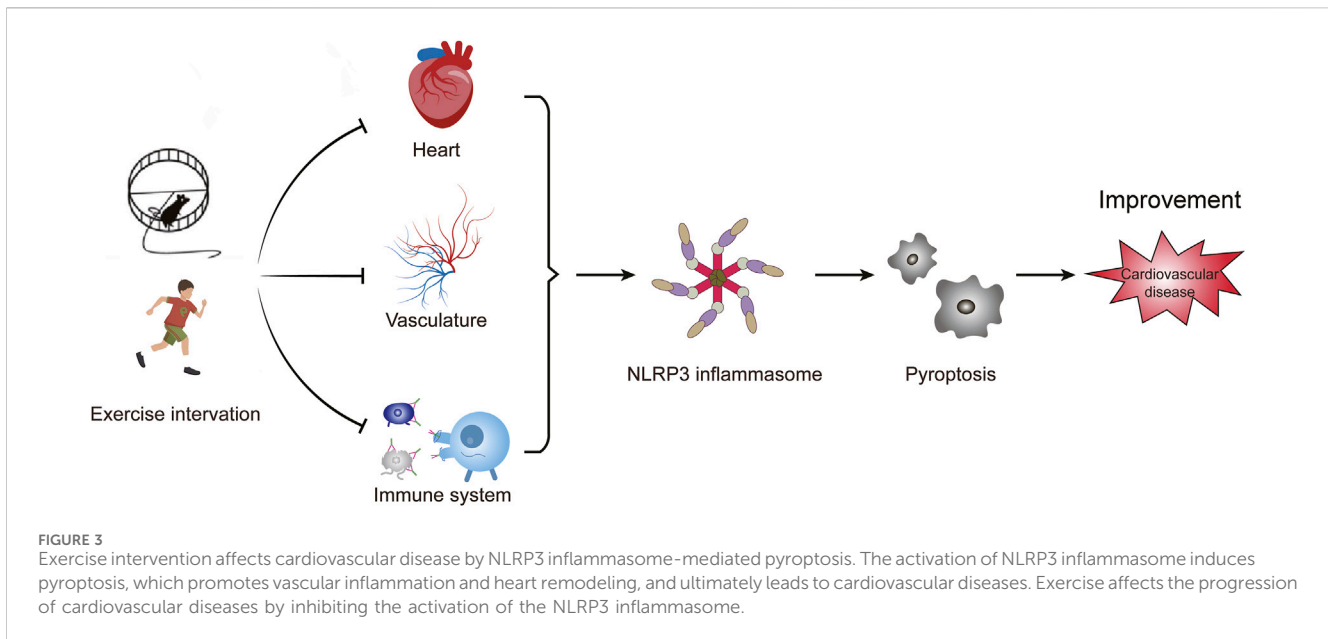 Heart
Vasculature
Immune system
Exercise intervation
NLRP3 inflammasome
Pyroptosis
Improvement
Cardiovascular
disease
FIGURE 3
Exercise intervention affects cardiovascular disease by NLRP3 inflammasome-mediated pyroptosis. The activation of NLRP3 inflammasome induces
pyroptosis, which promotes vascular inflammation and heart remodeling, and ultimately leads to cardiovascular diseases. Exercise affects the progression
of cardiovascular diseases by inhibiting the activation of the NLRP3 inflammasome.